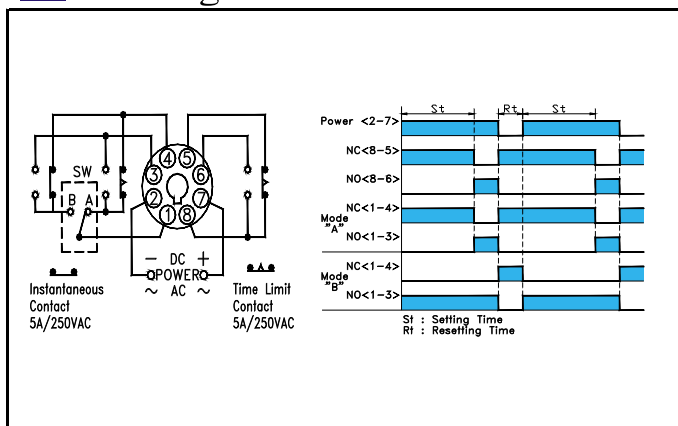 SW
B A
4 5
3 6
2 7
1 8
− DC +
POWER
~ AC ~
Instantaneous
Contact
5A/250VAC
Time Limit
Contact
5A/250VAC
St Rt St
Power <2-7>
NC<8-5>
NO<8-6>
NC<1-4>
Mode
"A"
NO<1-3>
NC<1-4>
Mode
"B"
NO<1-3>
St : Setting Time
Rt : Resetting Time